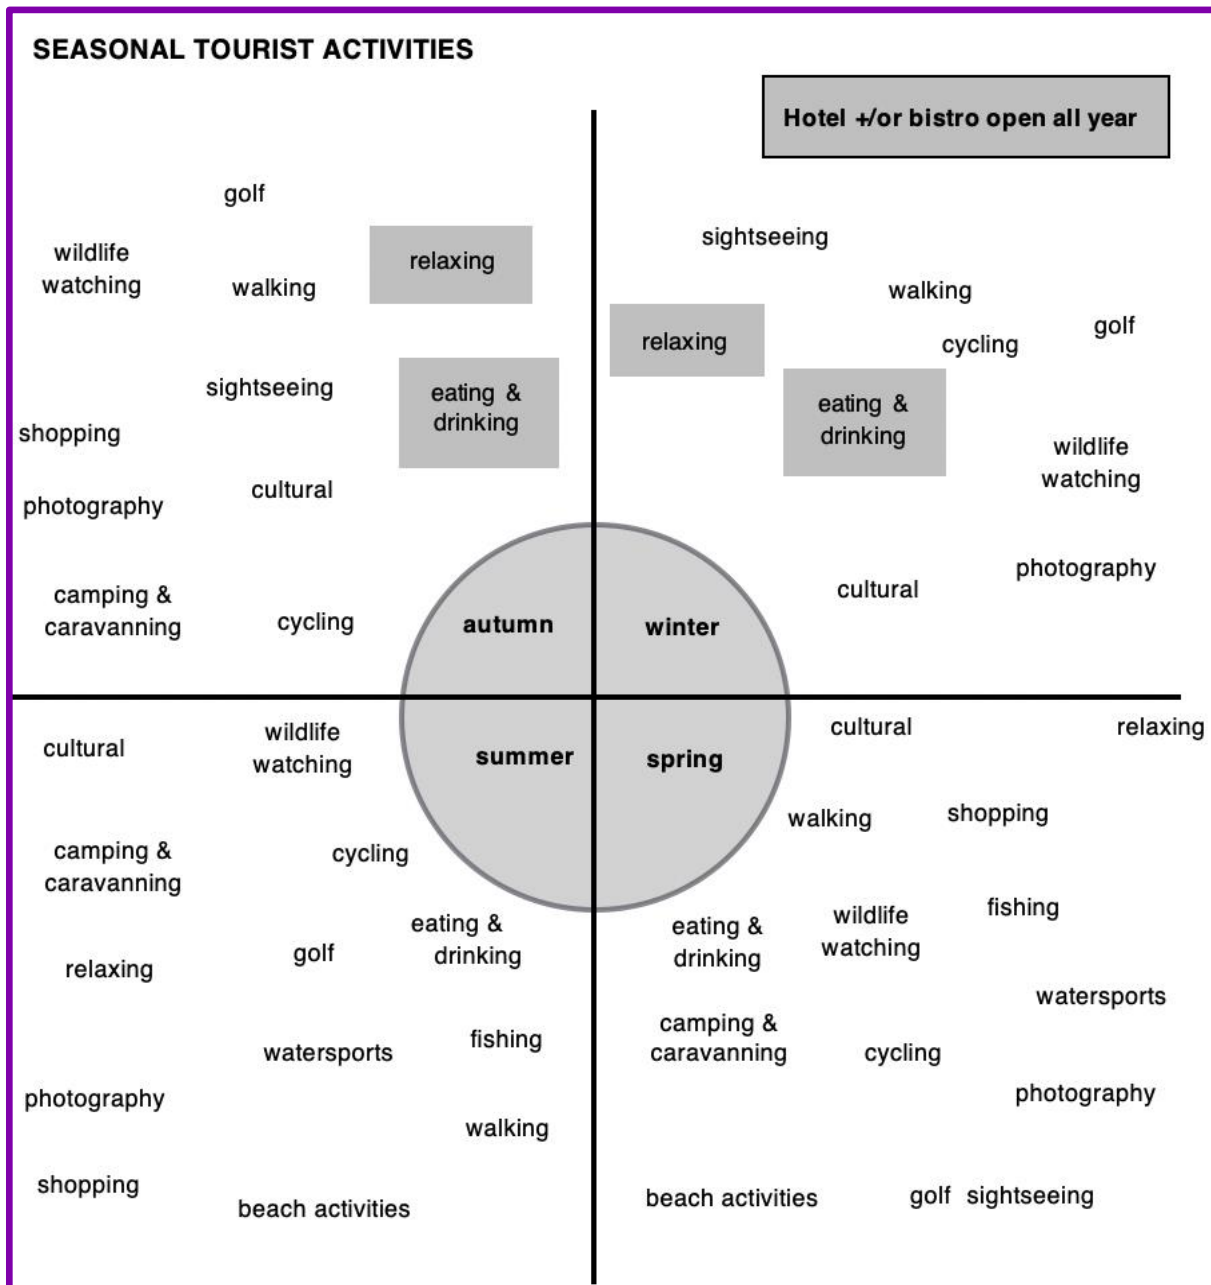 SEASONAL TOURIST ACTIVITIES
Hotel +/or bistro open all year
golf
wildlife
watching
walking
relaxing
sightseeing
eating &
drinking
shopping
photography
cultural
camping &
caravanning
cycling
autumn
sightseeing
walking
relaxing
cycling
golf
eating &
drinking
wildlife
watching
photography
cultural
winter
cultural
wildlife
watching
summer
camping &
caravanning
cycling
eating &
drinking
relaxing
golf
watersports
fishing
photography
walking
shopping
beach activities
spring
cultural
relaxing
walking
shopping
eating &
drinking
wildlife
watching
fishing
watersports
camping &
caravanning
cycling
photography
beach activities
golf sightseeing